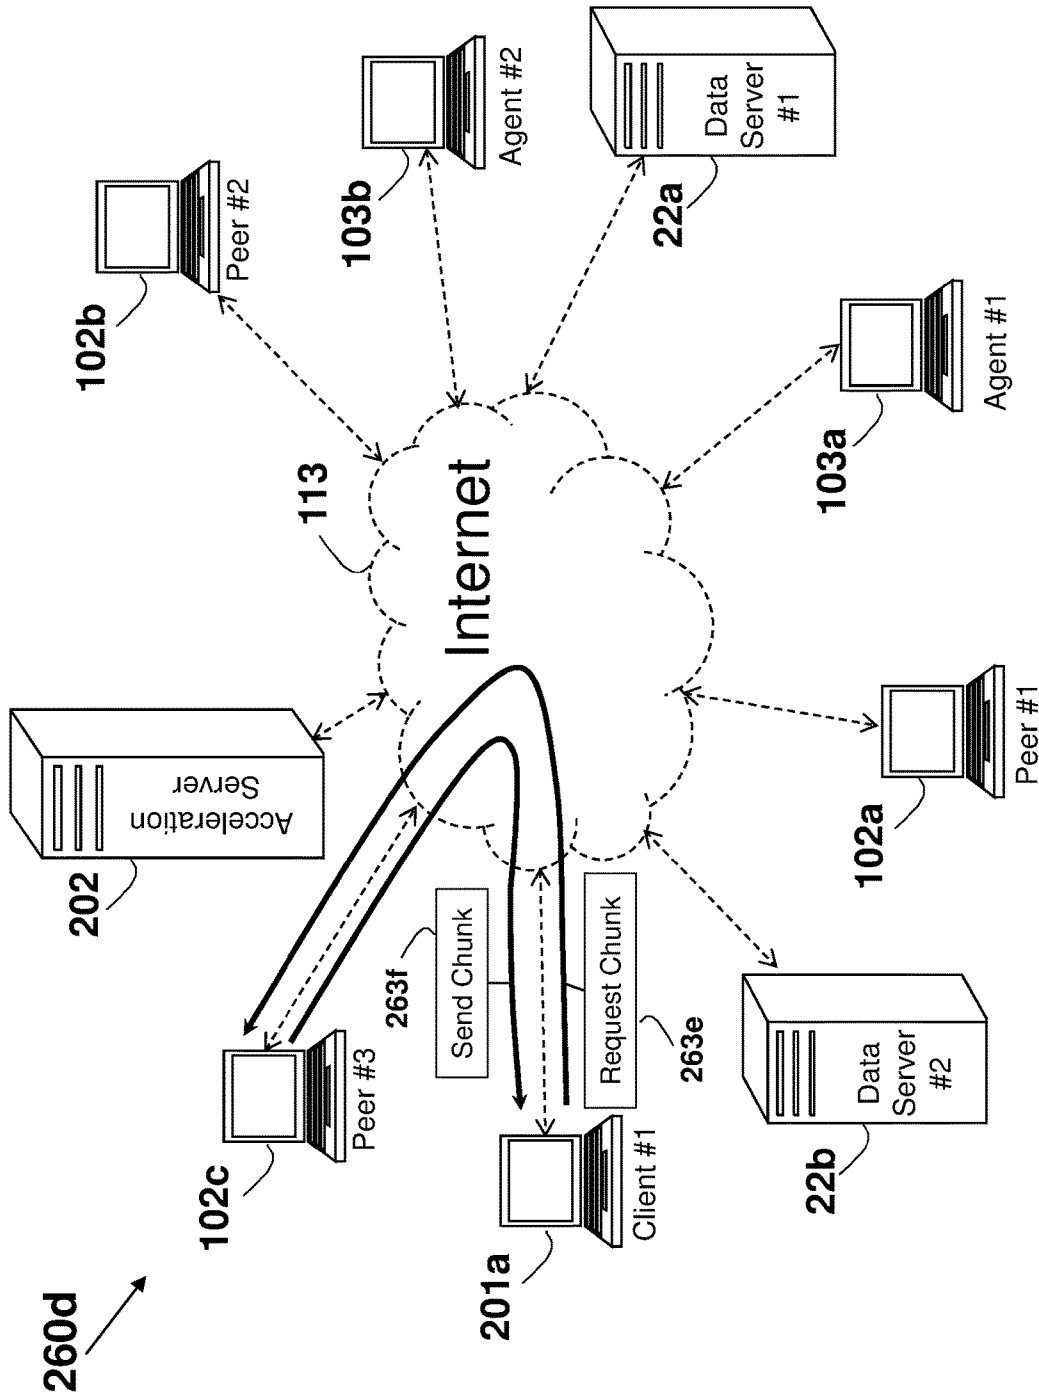 260d
102c
Peer #3
202
Acceleration
Server
113
102b
Peer #2
103b
Agent #2
201a
Client #1
263f
Send Chunk
Request Chunk
263e
Internet
22a
Data
Server
#1
22b
Data
Server
#2
102a
Peer #1
103a
Agent #1